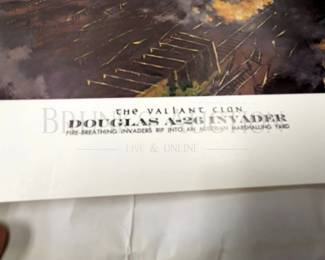 the Valiant Clan
DOUGLAS A-26 INVADER
FIRE-BREATHING INVADERS RIP INTO AN AUSTRIAN MARSHALLING YARD
LIVE & ONLINE